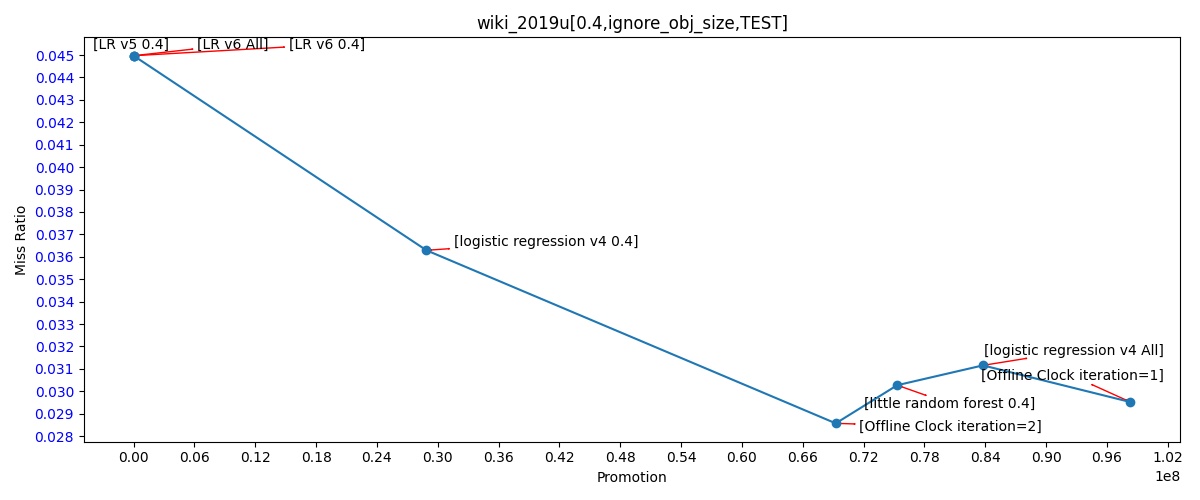 wiki_2019u[0.4,ignore_obj_size,TEST]
[LR v5 0.4]
[LR v6 All]
[LR v6 0.4]
[logistic regression v4 0.4]
[logistic regression v4 All]
[Offline Clock iteration=1]
[little random forest 0.4]
[Offline Clock iteration=2]
Miss Ratio
0.045
0.044
0.043
0.042
0.041
0.040
0.039
0.038
0.037
0.036
0.035
0.034
0.033
0.032
0.031
0.030
0.029
0.028
0.00 0.06 0.12 0.18 0.24 0.30 0.36 0.42 0.48 0.54 0.60 0.66 0.72 0.78 0.84 0.90 0.96 1.02
1e8
Promotion